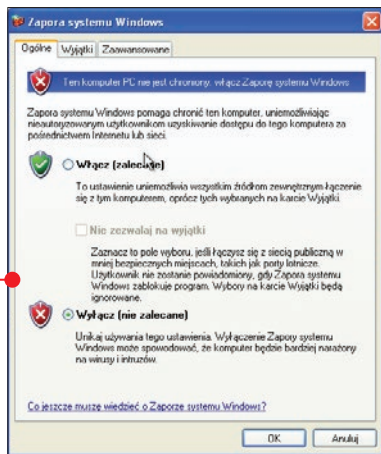 Zapora systemu Windows
Ogólne Wyjątki Zaawansowane
Ten komputer PC nie jest chroniony: włącz Zaporę systemu Windows
Zapora systemu Windows pomaga chronić ten komputer, uniemożliwiając
nieautoryzowanym użytkownikom uzyskiwanie dostępu do tego komputera za
pośrednictwem Internetu lub sieci.
Włącz (zalecane)
To ustawienie uniemożliwia wszystkim źródłom zewnętrznym łączenie
się z tym komputerem, oprócz tych wybranych na karcie Wyjątki.
Nie zezwalaj na wyjątki
Zaznacz to pole wyboru, jeśli łączysz się z siecią publiczną w
mniej bezpiecznych miejscach, takich jak porty lotnicze.
Użytkownik nie zostanie powiadomiony, gdy Zapora systemu
Windows zablokuje program. Wybory na karcie Wyjątki będą
ignorowane.
Wyłącz (nie zalecane)
Unikaj używania tego ustawienia. Wyłączenie Zapory systemu
Windows może spowodować, że komputer będzie bardziej narażony
na wirusy i intruzów.
Co jeszcze muszę wiedzieć o Zaporze systemu Windows?
OK Anuluj